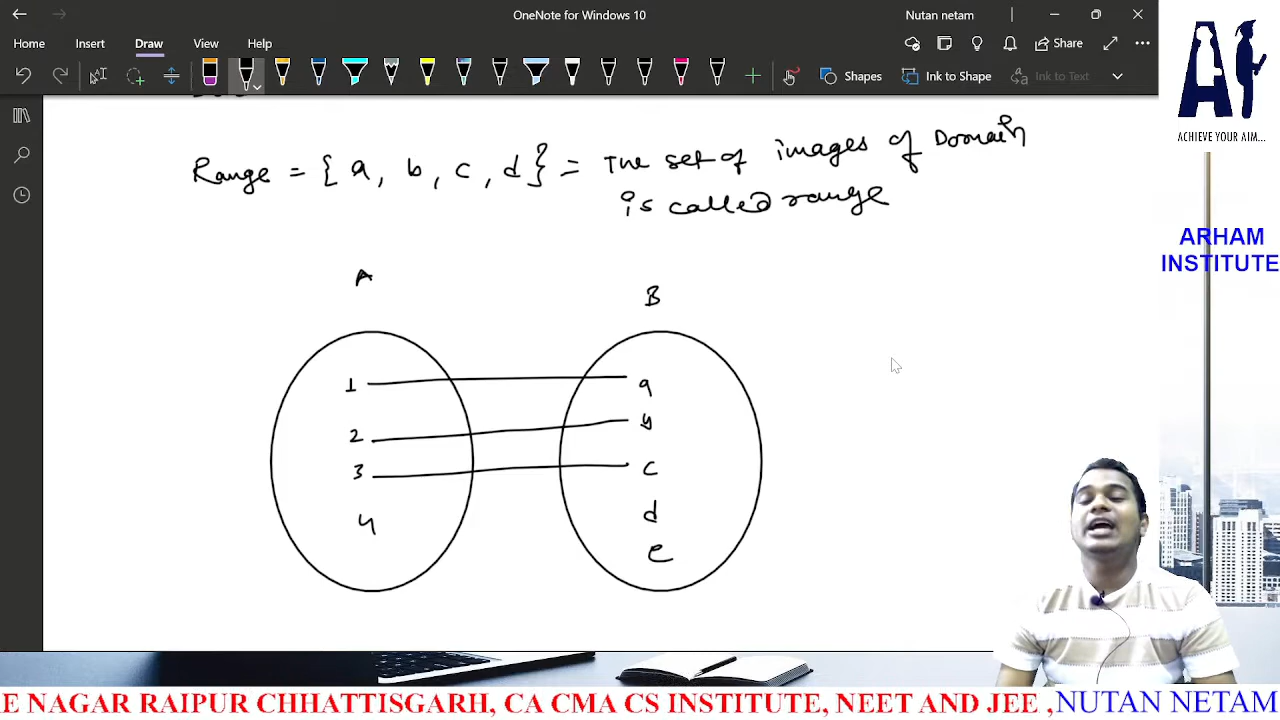 OneNote for Windows 10
Nutan netam
Home Insert Draw View Help
Share
Shapes
Ink to Shape
Ink to Text
Range = { a, b, c, d } = The set of images of Domain
is called range
A
B
1
a
2
b
3
c
4
d
e
AI
ACHIEVE YOUR AIM...
ARHAM
INSTITUTE
E NAGAR RAIPUR CHHATTISGARH, CA CMA CS INSTITUTE, NEET AND JEE ,NUTAN NETAM